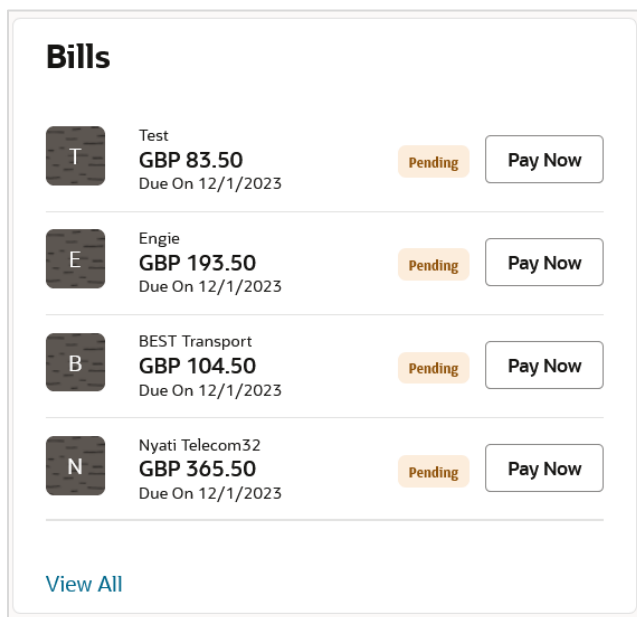 Bills
T
Test
GBP 83.50
Due On 12/1/2023
Pending
Pay Now
E
Engie
GBP 193.50
Due On 12/1/2023
Pending
Pay Now
B
BEST Transport
GBP 104.50
Due On 12/1/2023
Pending
Pay Now
N
Nyati Telecom32
GBP 365.50
Due On 12/1/2023
Pending
Pay Now
View All